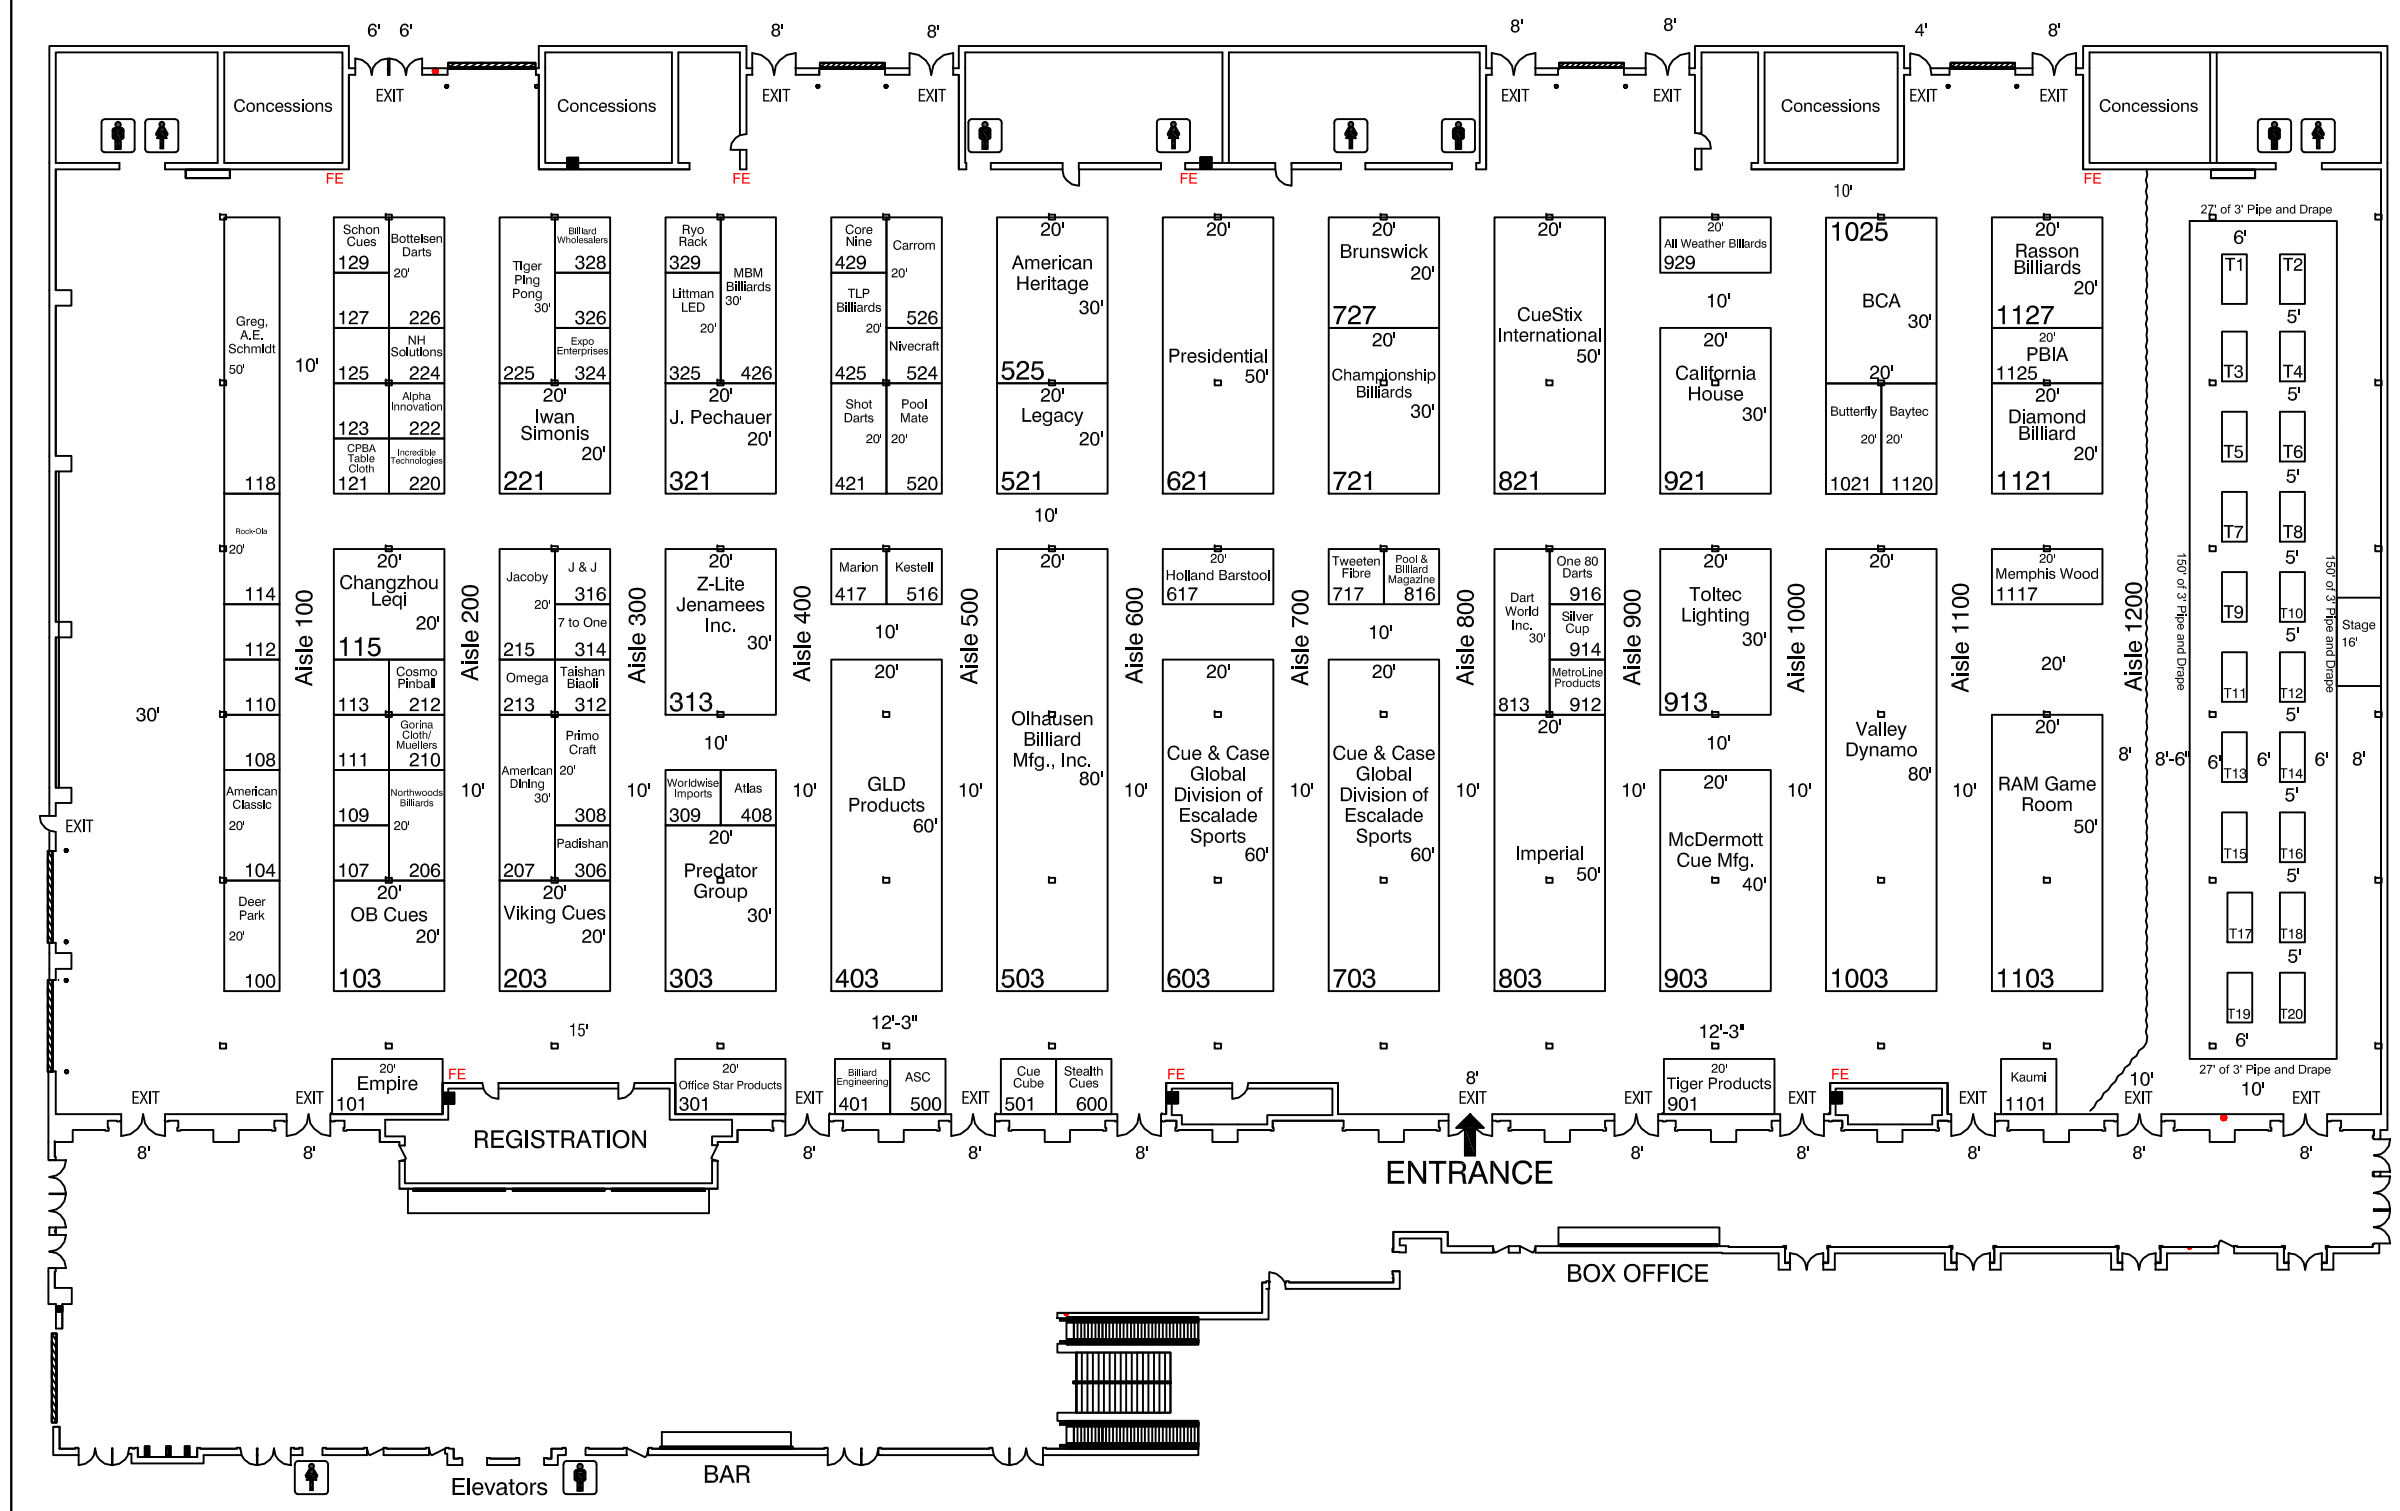 6' 6' 8' 8' 8' 8' 4' 8'
EXIT EXIT EXIT EXIT EXIT EXIT EXIT
Concessions
Concessions
Concessions
Concessions
FE FE FE FE
10'
27' of 3' Pipe and Drape
Greg,
A.E.
Schmidt
50'
118
Rock-Ola
20'
114
112
110
108
American
Classic
20'
104
Deer
Park
20'
100
30'
EXIT
10'
Aisle 100
Schon
Cues
129
127
125
123
CPBA
Table
Cloth
121
Bottelsen
Darts
20'
226
NH
Solutions
224
Alpha
Innovation
222
Incredible
Technologies
220
20'
Changzhou
Leqi
20'
115
113
Cosmo
Pinball
212
111
Gorina
Cloth/
Muellers
210
109
107
Northwoods
Billiards
20'
206
20'
OB Cues
20'
103
Aisle 200
10'
Tiger
Ping
Pong
30'
225
Billiard
Wholesalers
328
326
Expo
Enterprises
324
20'
Iwan
Simonis
20'
221
Jacoby
20'
215
J & J
316
7 to One
314
Omega
213
Taishan
Biaoli
312
American
Dining
30'
207
Primo
Craft
20'
308
Padishan
306
20'
Viking Cues
20'
203
Aisle 300
10'
Ryo
Rack
329
Littman
LED
20'
325
MBM
Billiards
30'
426
20'
J. Pechauer
20'
321
20'
Z-Lite
Jenamees
Inc.
30'
313
10'
Worldwise
Imports
309
Atlas
408
20'
Predator
Group
30'
303
Aisle 400
10'
Core
Nine
429
Carrom
20'
526
TLP
Billiards
20'
425
Nivecraft
524
Shot
Darts
20'
421
Pool
Mate
20'
520
Marion
417
Kestell
516
10'
20'
GLD
Products
60'
403
Aisle 500
10'
20'
American
Heritage
30'
525
20'
Legacy
20'
521
10'
20'
Olhausen
Billiard
Mfg., Inc.
80'
503
Aisle 600
10'
20'
Presidential
50'
621
20'
Holland Barstool
617
20'
Cue & Case
Global
Division of
Escalade
Sports
60'
603
Aisle 700
10'
20'
Brunswick
20'
727
20'
Championship
Billiards
30'
721
Tweeten
Fibre
717
Pool &
Billiard
Magazine
816
10'
20'
Cue & Case
Global
Division of
Escalade
Sports
60'
703
Aisle 800
10'
20'
CueStix
International
50'
821
Dart
World
Inc.
30'
813
One 80
Darts
916
Silver
Cup
914
MetroLine
Products
912
20'
Imperial
50'
803
Aisle 900
10'
20'
All Weather Billiards
929
10'
20'
California
House
30'
921
20'
Toltec
Lighting
30'
913
10'
20'
McDermott
Cue Mfg.
40'
903
Aisle 1000
10'
1025
BCA
30'
20'
Butterfly
20'
1021
Baytec
20'
1120
20'
Valley
Dynamo
80'
1003
Aisle 1100
10'
20'
Rasson
Billiards
20'
1127
20'
PBIA
1125
20'
Diamond
Billiard
20'
1121
20'
Memphis Wood
1117
20'
20'
RAM Game
Room
50'
1103
Aisle 1200
8' 8'-6" 6' 6' 6' 8'
150' of 3' Pipe and Drape
150' of 3' Pipe and Drape
6'
T1 T2
5'
T3 T4
5'
T5 T6
5'
T7 T8
5'
T9 T10
5'
T11 T12
5'
T13 T14
5'
T15 T16
5'
T17 T18
5'
T19 T20
6'
Stage
16'
27' of 3' Pipe and Drape
15' 12'-3" 12'-3"
20'
Empire
101
FE
20'
Office Star Products
301
Billiard
Engineering
401
ASC
500
Cue
Cube
501
Stealth
Cues
600
FE
8'
20'
Tiger Products
901
FE
Kaumi
1101
10' 10'
EXIT EXIT EXIT EXIT EXIT EXIT EXIT EXIT EXIT EXIT EXIT
8' 8' 8' 8' 8' 8' 8' 8' 8' 8'
REGISTRATION
ENTRANCE
BOX OFFICE
Elevators
BAR